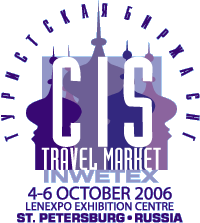 ТУРИСТСКАЯ БИРЖА СНГ
CIS
TRAVEL MARKET
INWETEX
4-6 OCTOBER 2006
LENEXPO EXHIBITION CENTRE
ST. PETERSBURG • RUSSIA